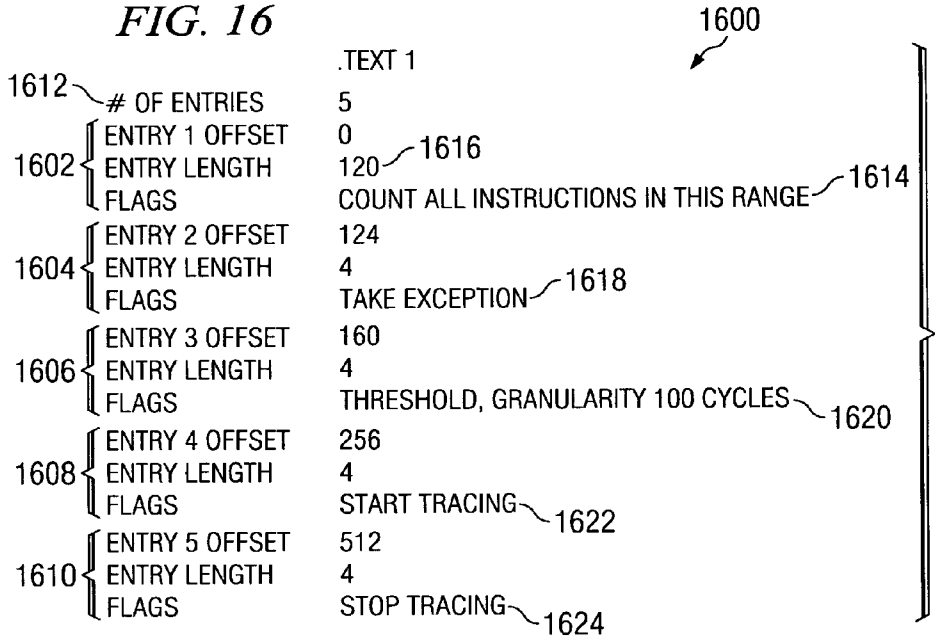 FIG. 16
1600
.TEXT 1
1612 # OF ENTRIES 5
ENTRY 1 OFFSET 0
1602 ENTRY LENGTH 120 1616
FLAGS COUNT ALL INSTRUCTIONS IN THIS RANGE 1614
ENTRY 2 OFFSET 124
1604 ENTRY LENGTH 4
FLAGS TAKE EXCEPTION 1618
ENTRY 3 OFFSET 160
1606 ENTRY LENGTH 4
FLAGS THRESHOLD, GRANULARITY 100 CYCLES 1620
ENTRY 4 OFFSET 256
1608 ENTRY LENGTH 4
FLAGS START TRACING 1622
ENTRY 5 OFFSET 512
1610 ENTRY LENGTH 4
FLAGS STOP TRACING 1624